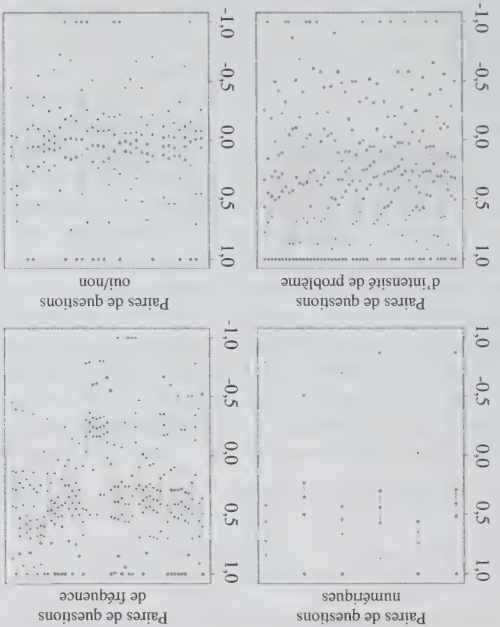 Paires de questions
numériques
1,0
0,5
0,0
-0,5
-1,0
Paires de questions
de fréquence
1,0
0,5
0,0
-0,5
-1,0
Paires de questions
d'intensité de problème
1,0
0,5
0,0
-0,5
-1,0
Paires de questions
oui/non
1,0
0,5
0,0
-0,5
-1,0